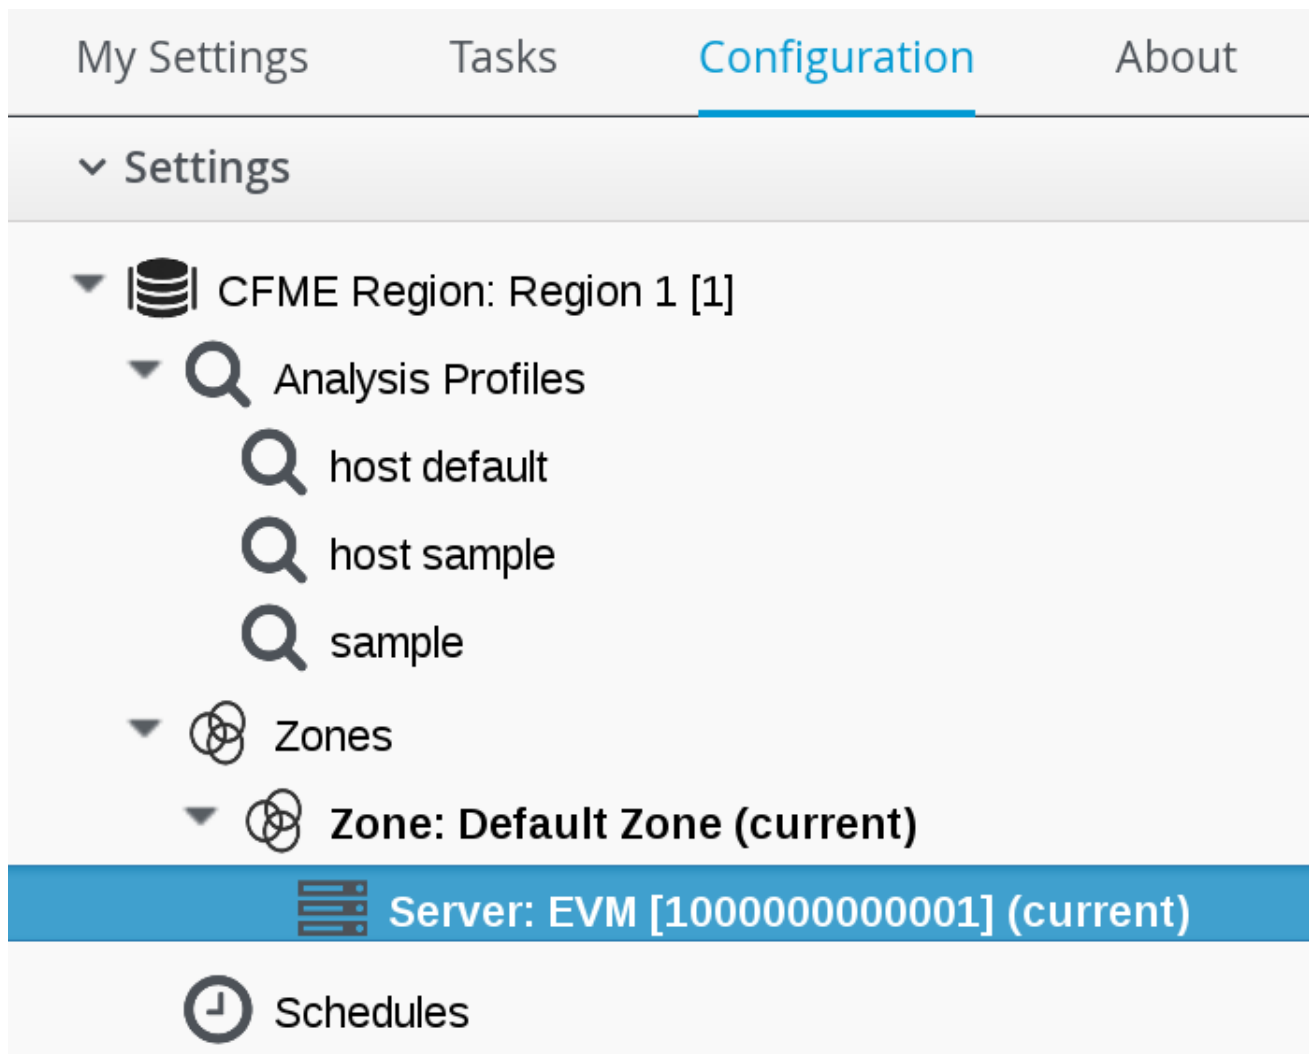 My Settings Tasks Configuration About
Settings
CFME Region: Region 1 [1]
Analysis Profiles
host default
host sample
sample
Zones
Zone: Default Zone (current)
Server: EVM [1000000000001] (current)
Schedules